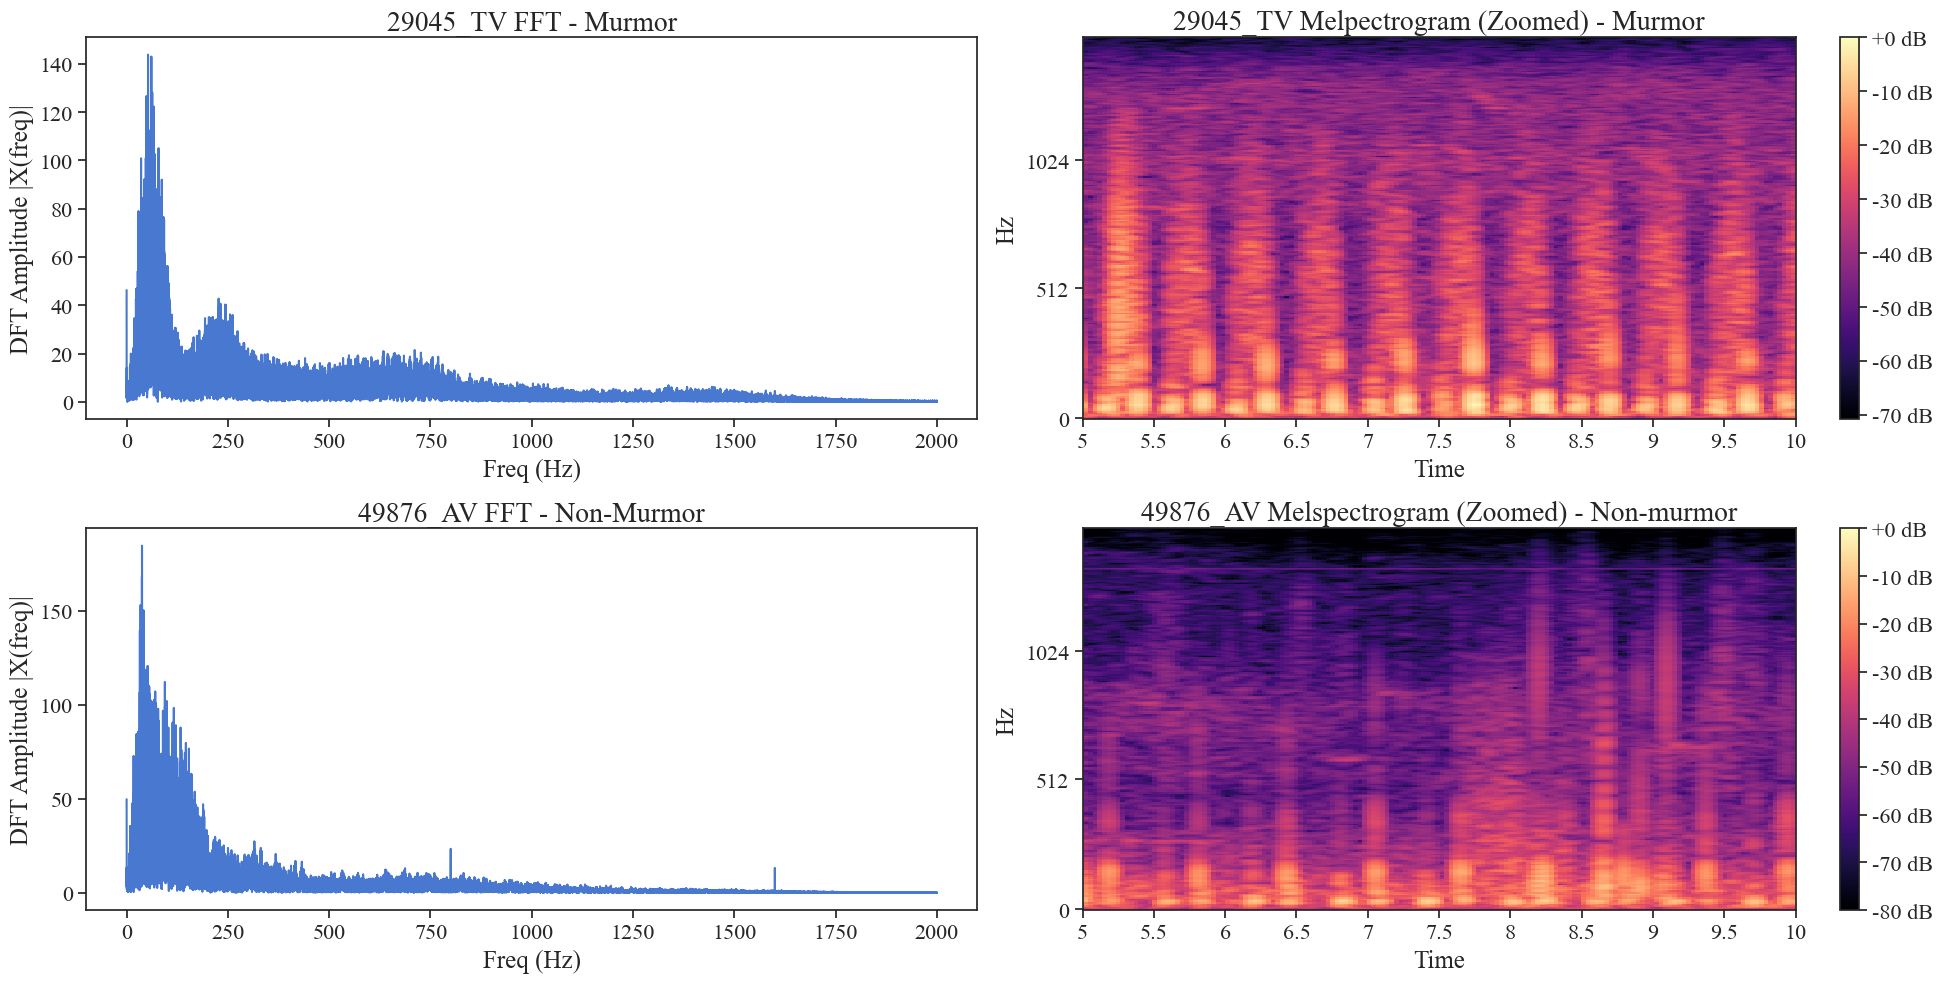 29045_TV FFT - Murmor
DFT Amplitude |X(freq)|
140
120
100
80
60
40
20
0
0 250 500 750 1000 1250 1500 1750 2000
Freq (Hz)
29045_TV Melpectrogram (Zoomed) - Murmor
Hz
1024
512
0
5 5.5 6 6.5 7 7.5 8 8.5 9 9.5 10
Time
+0 dB
-10 dB
-20 dB
-30 dB
-40 dB
-50 dB
-60 dB
-70 dB
49876_AV FFT - Non-Murmor
DFT Amplitude |X(freq)|
150
100
50
0
0 250 500 750 1000 1250 1500 1750 2000
Freq (Hz)
49876_AV Melspectrogram (Zoomed) - Non-murmor
Hz
1024
512
0
5 5.5 6 6.5 7 7.5 8 8.5 9 9.5 10
Time
+0 dB
-10 dB
-20 dB
-30 dB
-40 dB
-50 dB
-60 dB
-70 dB
-80 dB